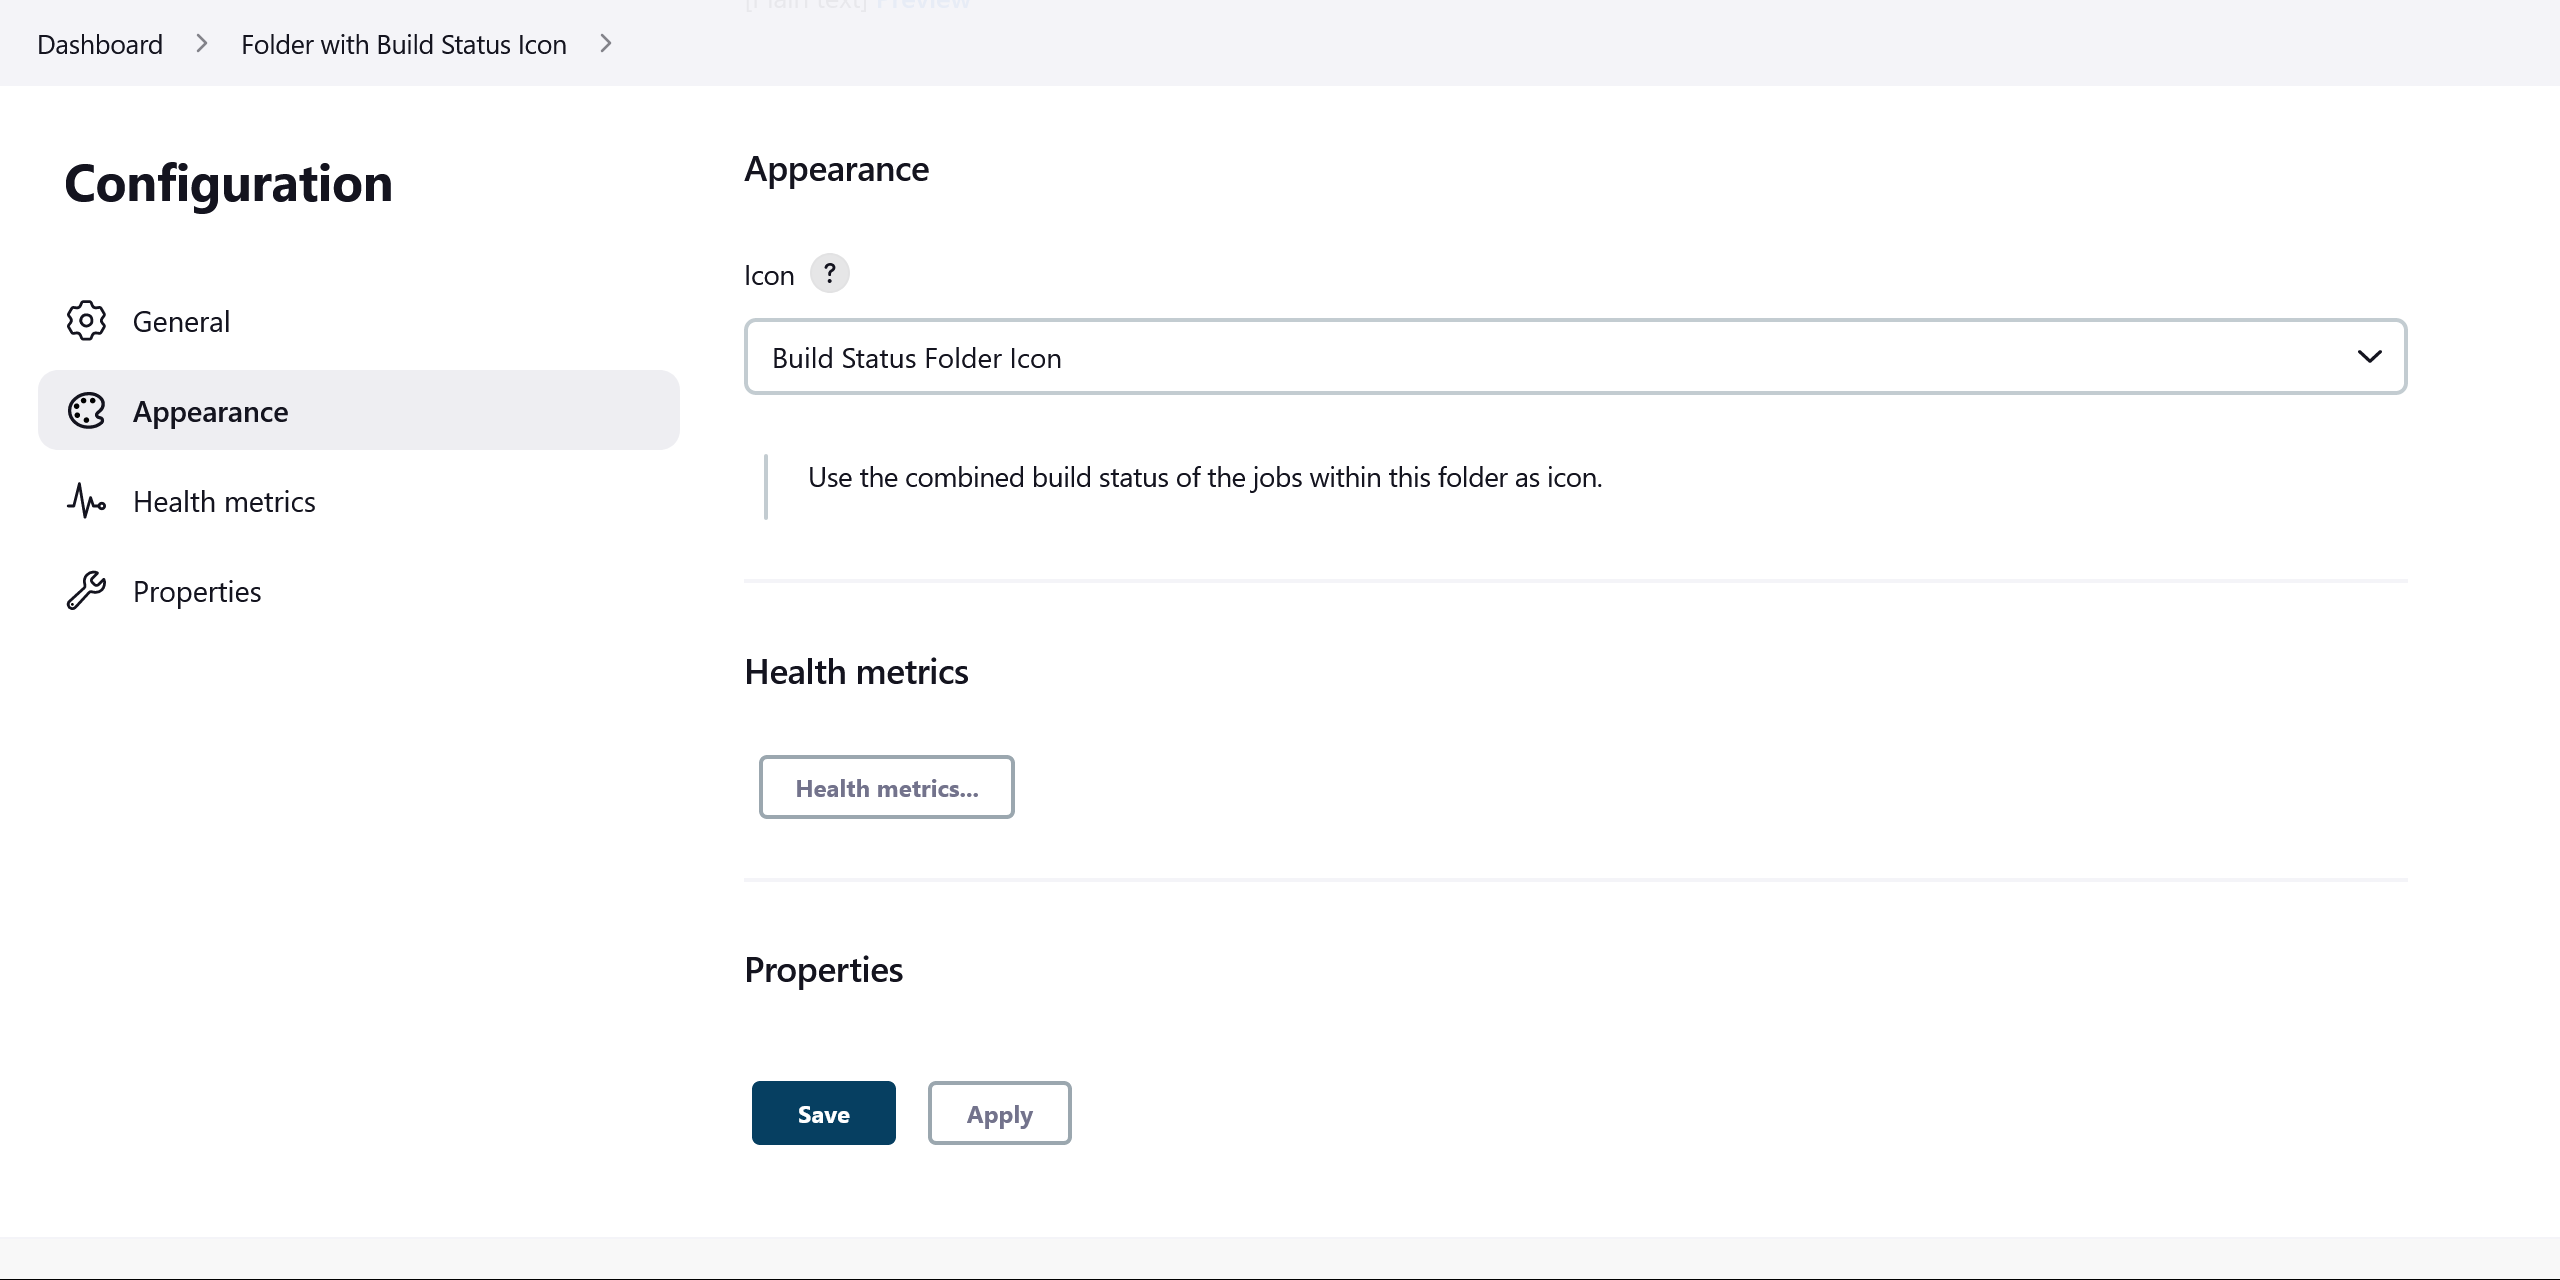 Dashboard > Folder with Build Status Icon >
Configuration
General
Appearance
Health metrics
Properties
Appearance
Icon ?
Build Status Folder Icon
Use the combined build status of the jobs within this folder as icon.
Health metrics
Health metrics...
Properties
Save Apply